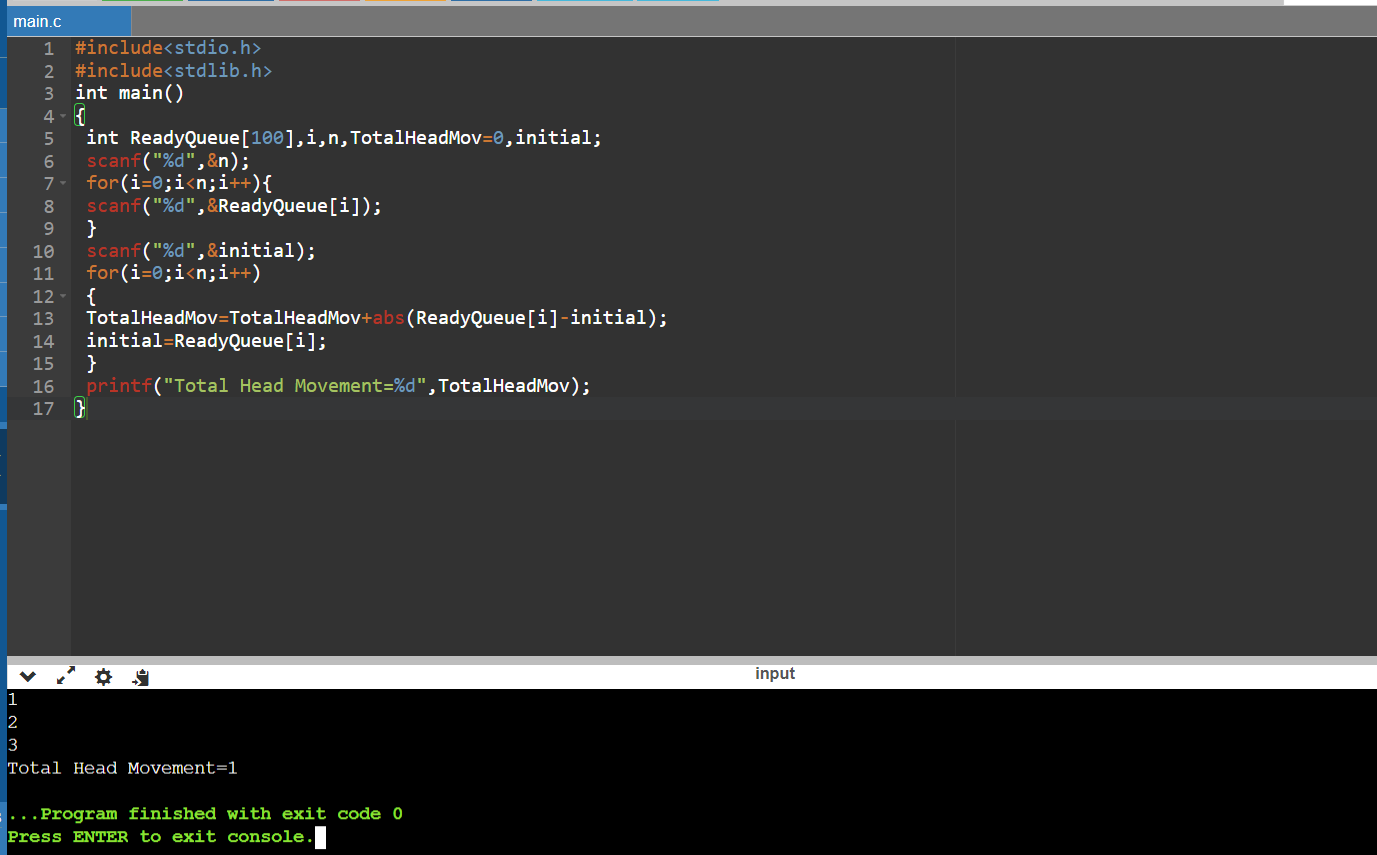 main.c
1 #include<stdio.h>
2 #include<stdlib.h>
3 int main()
4 {
5 int ReadyQueue[100],i,n,TotalHeadMov=0,initial;
6 scanf("%d",&n);
7 for(i=0;i<n;i++){
8 scanf("%d",&ReadyQueue[i]);
9 }
10 scanf("%d",&initial);
11 for(i=0;i<n;i++)
12 {
13 TotalHeadMov=TotalHeadMov+abs(ReadyQueue[i]-initial);
14 initial=ReadyQueue[i];
15 }
16 printf("Total Head Movement=%d",TotalHeadMov);
17 }
input
1
2
3
Total Head Movement=1
...Program finished with exit code 0
Press ENTER to exit console.